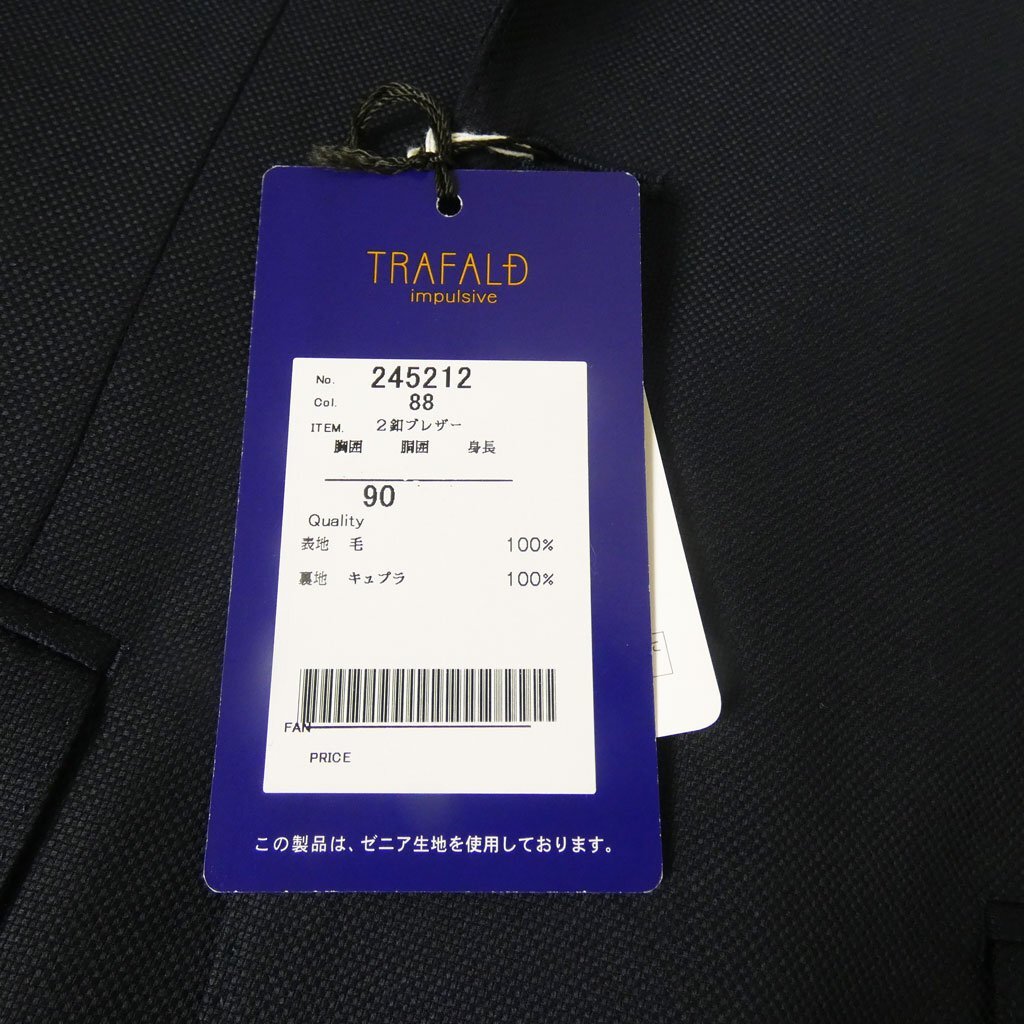 TRAFALD
impulsive
No. 245212
Col. 88
ITEM. 2釦ブレザー
胸囲 胴囲 身長
90
Quality
表地 毛 100%
裏地 キュプラ 100%
FAN
PRICE
この製品は、ゼニア生地を使用しております。